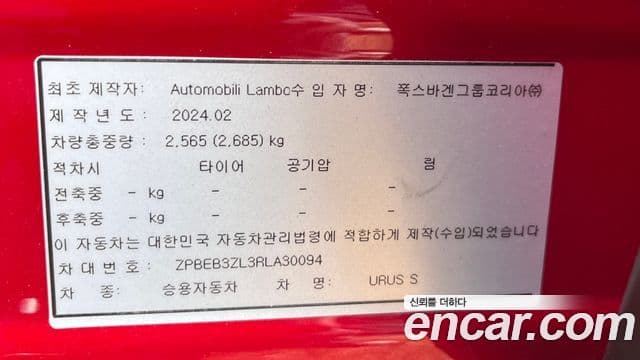 최초 제작자: Automobili Lambo수 입 자 명: 폭스바겐그룹코리아㈜
제 작 년 도 : 2024.02
차량총중량 : 2,565 (2,685) kg
적차시 타이어 공기압 림
전축중 - kg - - -
후축중 - kg - - -
이 자동차는 대한민국 자동차관리법령에 적합하게 제작(수입)되었습니다
차 대 번 호 : ZPBEB3ZL3RLA30094
차 종: 승용자동차 차 명: URUS S
신뢰를 더하다
encar.com